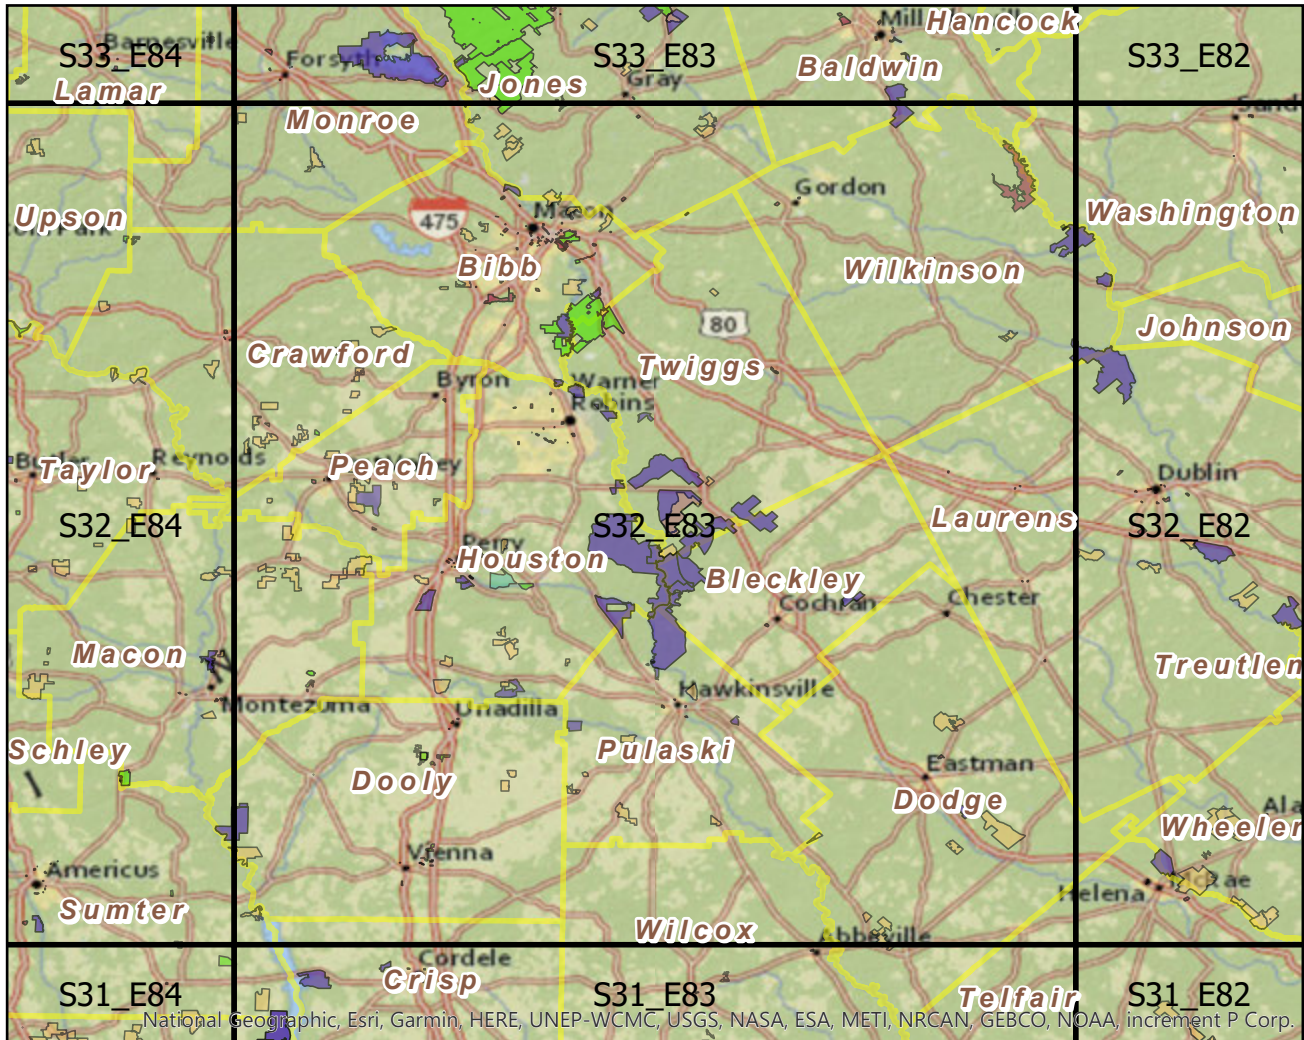 Hancock
Barnesville
S33_E84
Forsyth
S33_E83
Baldwin
S33_E82
Lamar
Jones
Gray
Monroe
Gordon
Upson
475
Macon
Washington
Bibb
Wilkinson
80
Johnson
Crawford
Twiggs
Byron
Warner
Robins
Taylor
Reynolds
Peach
Dublin
S32_E84
S32_E83
Laurens
S32_E82
Perry
Houston
Bleckley
Cochran
Chester
Macon
Treutlen
Montezuma
Hawkinsville
Unadilla
Schley
Pulaski
Dooly
Eastman
Dodge
Wheeler
Vienna
Americus
Helena
Sumter
Wilcox
Abbeville
Cordele
Crisp
S31_E84
S31_E83
Telfair
S31_E82
National Geographic, Esri, Garmin, HERE, UNEP-WCMC, USGS, NASA, ESA, METI, NRCAN, GEBCO, NOAA, increment P Corp.